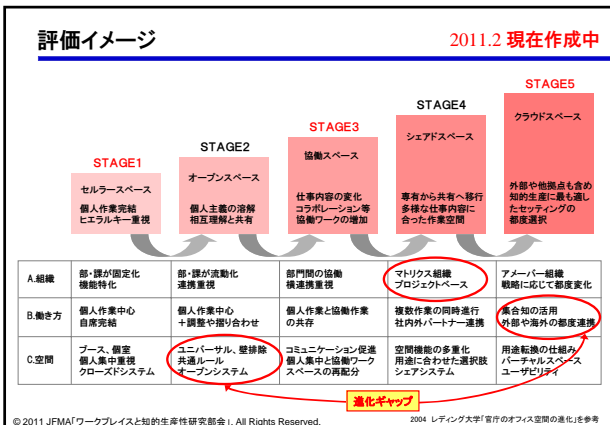 評価イメージ
2011.2 現在作成中
STAGE1
セルラースペース
個人作業完結
ヒエラルキー重視
STAGE2
オープンスペース
個人主義の溶解
相互理解と共有
STAGE3
協働スペース
仕事内容の変化
コラボレーション等
協働ワークの増加
STAGE4
シェアドスペース
専有から共有へ移行
多様な仕事内容に
合った作業空間
STAGE5
クラウドスペース
外部や他拠点も含め
知的生産に最も適し
たセッティングの
都度選択
A.組織
部・課が固定化
機能特化
部・課が流動化
連携重視
部門間の協働
横連携重視
マトリクス組織
プロジェクトベース
アメーバー組織
戦略に応じて都度変化
B.働き方
個人作業中心
自席完結
個人作業中心
＋調整や摺り合わせ
個人作業と協働作業
の共存
複数作業の同時進行
社内外パートナー連携
集合知の活用
外部や海外の都度連携
C.空間
ブース、個室
個人集中重視
クローズドシステム
ユニバーサル、壁排除
共通ルール
オープンシステム
コミュニケーション促進
個人集中と協働ワーク
スペースの再配分
空間機能の多重化
用途に合わせた選択肢
シェアシステム
用途転換の仕組み
バーチャルスペース
ユーザビリティ
進化ギャップ
© 2011 JFMA「ワークプレイスと知的生産性研究部会」. All Rights Reserved.
2004 レディング大学「官庁のオフィス空間の進化」を参考